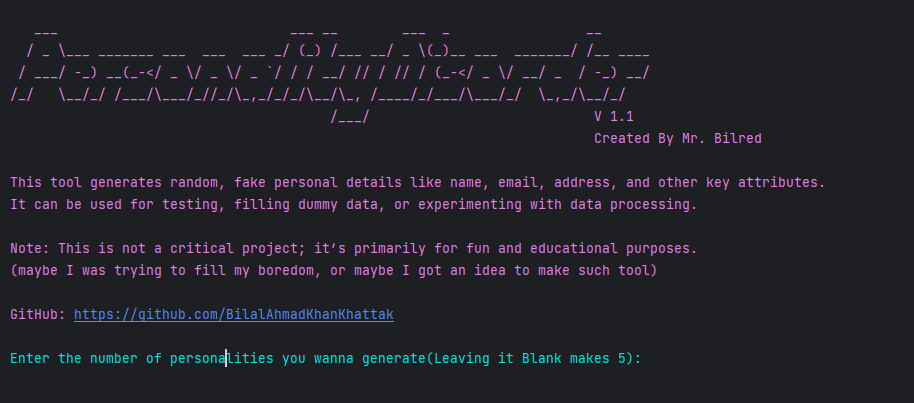 PersonalityDisorder
V 1.1
Created By Mr. Bilred
This tool generates random, fake personal details like name, email, address, and other key attributes.
It can be used for testing, filling dummy data, or experimenting with data processing.
Note: This is not a critical project; it’s primarily for fun and educational purposes.
(maybe I was trying to fill my boredom, or maybe I got an idea to make such tool)
GitHub: https://github.com/BilalAhmadKhanKhattak
Enter the number of personalities you wanna generate(Leaving it Blank makes 5):